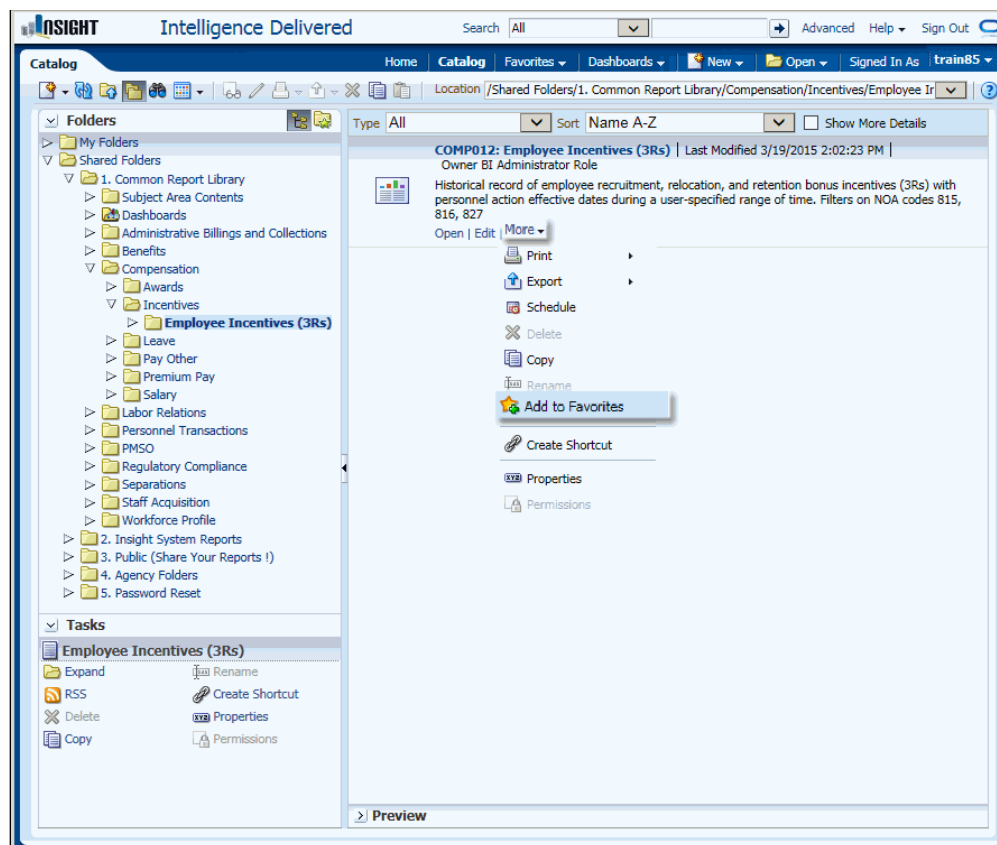 INSIGHT Intelligence Delivered Search All Advanced Help Sign Out
Catalog Home Catalog Favorites Dashboards New Open Signed In As train85
Location /Shared Folders/1. Common Report Library/Compensation/Incentives/Employee Ir
Folders
My Folders
Shared Folders
1. Common Report Library
Subject Area Contents
Dashboards
Administrative Billings and Collections
Benefits
Compensation
Awards
Incentives
Employee Incentives (3Rs)
Leave
Pay Other
Premium Pay
Salary
Labor Relations
Personnel Transactions
PMSO
Regulatory Compliance
Separations
Staff Acquisition
Workforce Profile
2. Insight System Reports
3. Public (Share Your Reports !)
4. Agency Folders
5. Password Reset
Tasks
Employee Incentives (3Rs)
Expand Rename
RSS Create Shortcut
Delete Properties
Copy Permissions
Type All Sort Name A-Z Show More Details
COMP012: Employee Incentives (3Rs) | Last Modified 3/19/2015 2:02:23 PM |
Owner BI Administrator Role
Historical record of employee recruitment, relocation, and retention bonus incentives (3Rs) with
personnel action effective dates during a user-specified range of time. Filters on NOA codes 815,
816, 827
Open | Edit | More
Print
Export
Schedule
Delete
Copy
Rename
Add to Favorites
Create Shortcut
Properties
Permissions
Preview